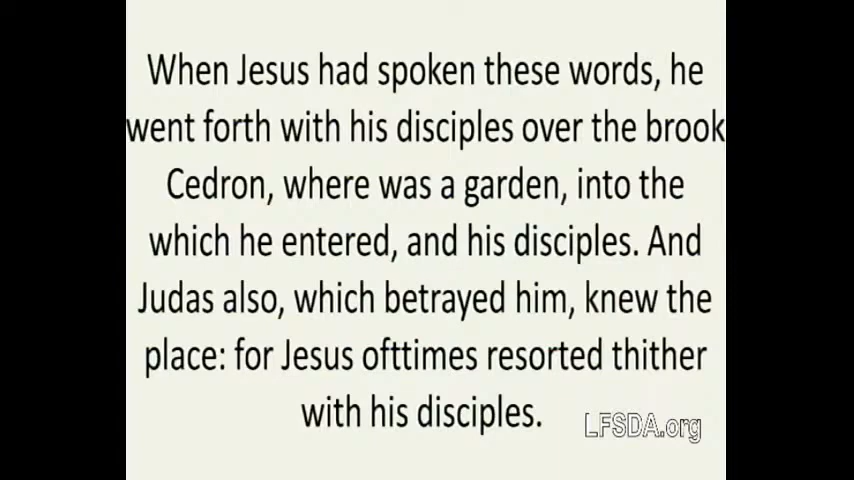 When Jesus had spoken these words, he
went forth with his disciples over the brook
Cedron, where was a garden, into the
which he entered, and his disciples. And
Judas also, which betrayed him, knew the
place: for Jesus ofttimes resorted thither
with his disciples.
LFSDA.org